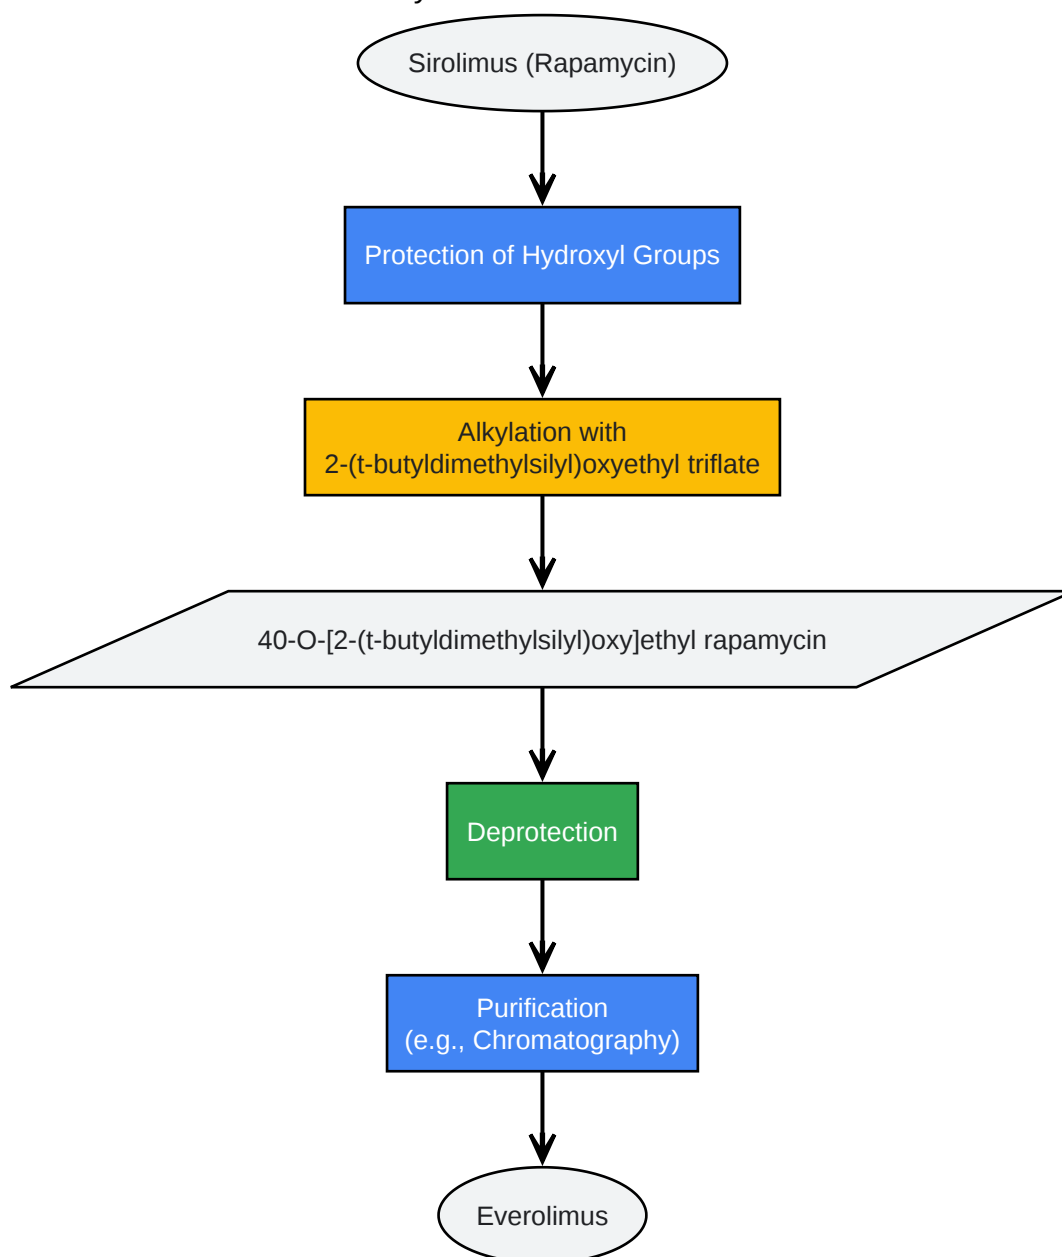 Sirolimus (Rapamycin)
Protection of Hydroxyl Groups
Alkylation with
2-(t-butyldimethylsilyl)oxyethyl triflate
40-O-[2-(t-butyldimethylsilyl)oxy]ethyl rapamycin
Deprotection
Purification
(e.g., Chromatography)
Everolimus